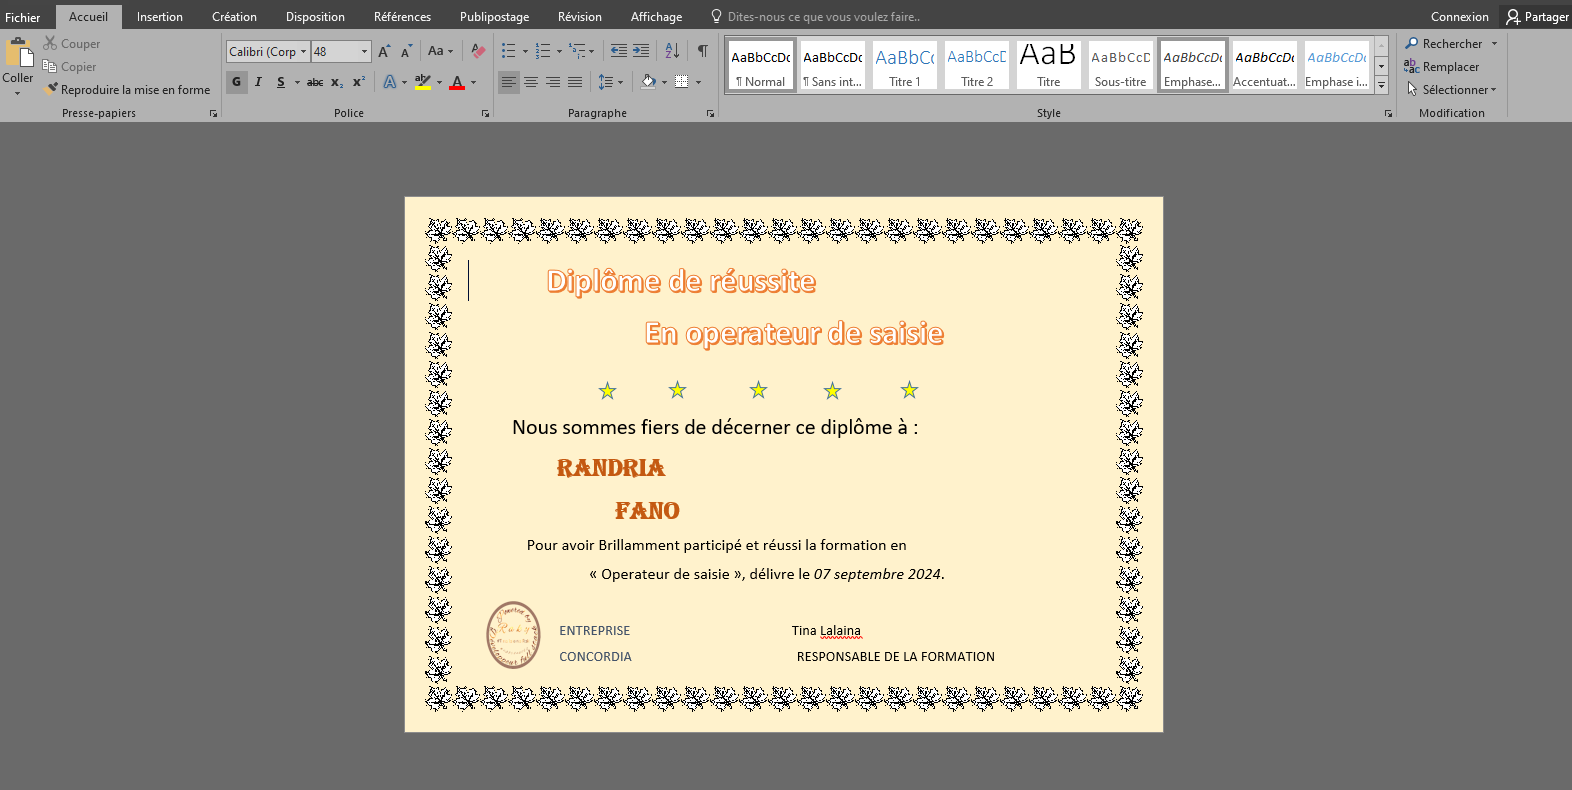 Fichier Accueil Insertion Création Disposition Références Publipostage Révision Affichage Dites-nous ce que vous voulez faire.. Connexion Partager
Coller
Couper
Copier
Reproduire la mise en forme
Presse-papiers
Calibri (Corp 48 Aa
G I S abc x₂ x² A ab A
Police
Paragraphe
AaBbCcDc AaBbCcDc AaBbCc AaBbCcD AaB AaBbCcD AaBbCcDc AaBbCcDc AaBbCcDc
¶ Normal ¶ Sans int... Titre 1 Titre 2 Titre Sous-titre Emphase... Accentuat... Emphase i...
Style
Rechercher
Remplacer
Sélectionner
Modification
Diplôme de réussite
En operateur de saisie
Nous sommes fiers de décerner ce diplôme à :
RANDRIA
FANO
Pour avoir Brillamment participé et réussi la formation en
« Operateur de saisie », délivre le 07 septembre 2024.
ENTREPRISE Tina Lalaina
CONCORDIA RESPONSABLE DE LA FORMATION